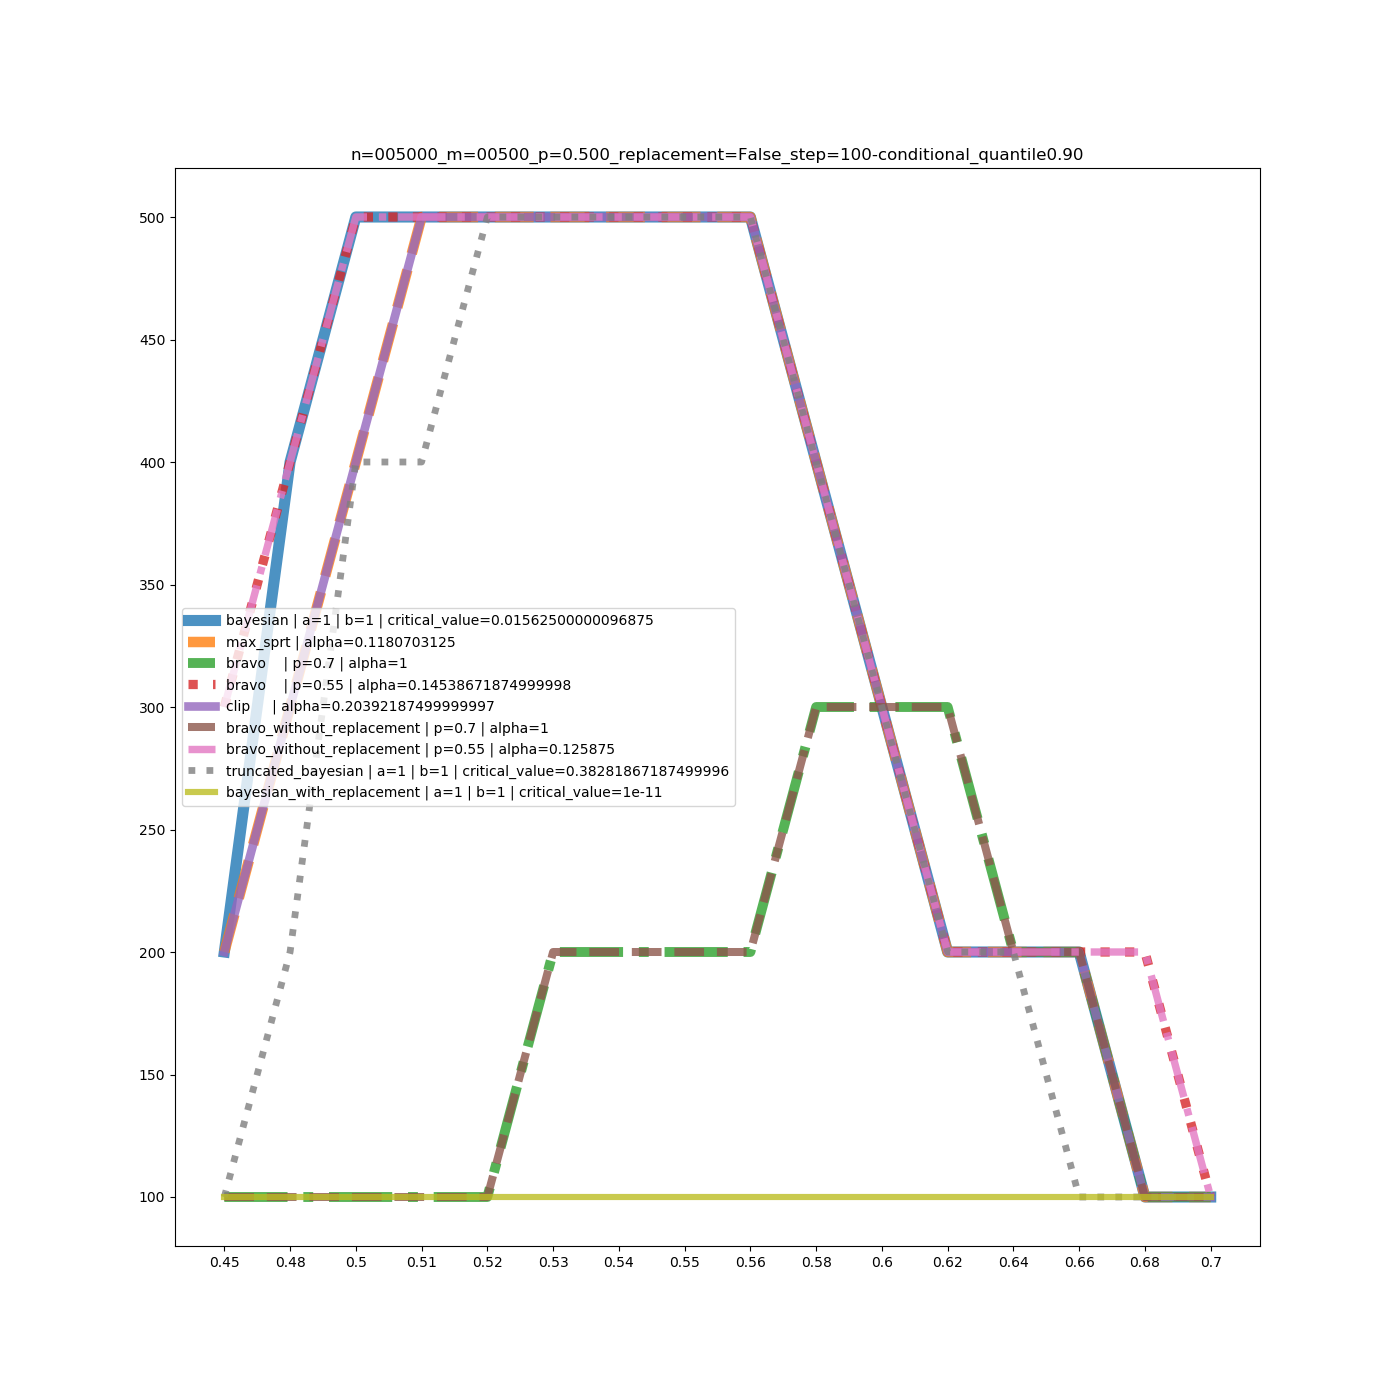 n=005000_m=00500_p=0.500_replacement=False_step=100-conditional_quantile0.90
500
450
400
350
300
250
200
150
100
bayesian | a=1 | b=1 | critical_value=0.01562500000096875
max_sprt | alpha=0.1180703125
bravo    | p=0.7 | alpha=1
bravo    | p=0.55 | alpha=0.14538671874999998
clip     | alpha=0.20392187499999997
bravo_without_replacement | p=0.7 | alpha=1
bravo_without_replacement | p=0.55 | alpha=0.125875
truncated_bayesian | a=1 | b=1 | critical_value=0.38281867187499996
bayesian_with_replacement | a=1 | b=1 | critical_value=1e-11
0.45 0.48 0.5 0.51 0.52 0.53 0.54 0.55 0.56 0.58 0.6 0.62 0.64 0.66 0.68 0.7